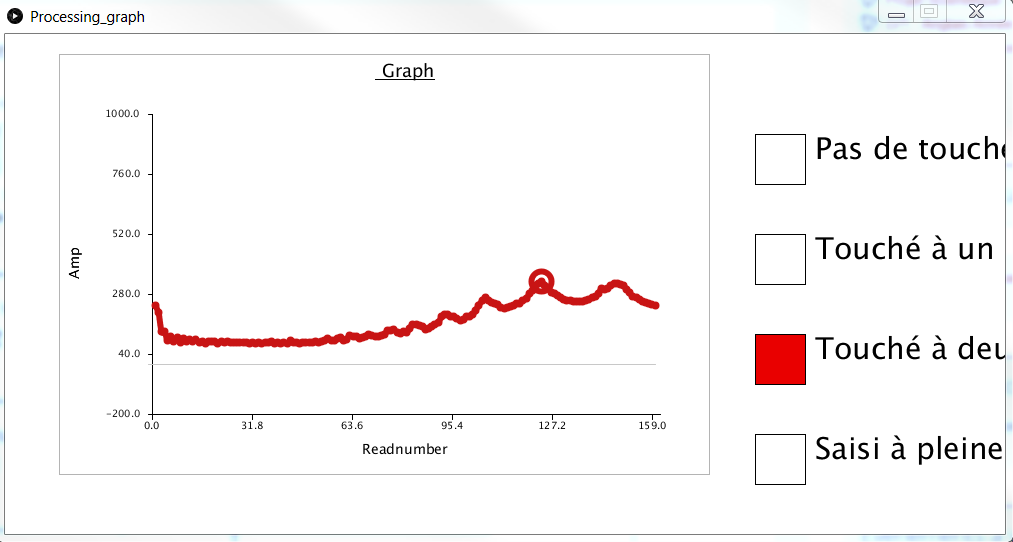 Processing_graph
Graph
1000.0
760.0
520.0
280.0
40.0
-200.0
Amp
0.0 31.8 63.6 95.4 127.2 159.0
Readnumber
Pas de touche
Touché à un
Touché à deu
Saisi à pleine